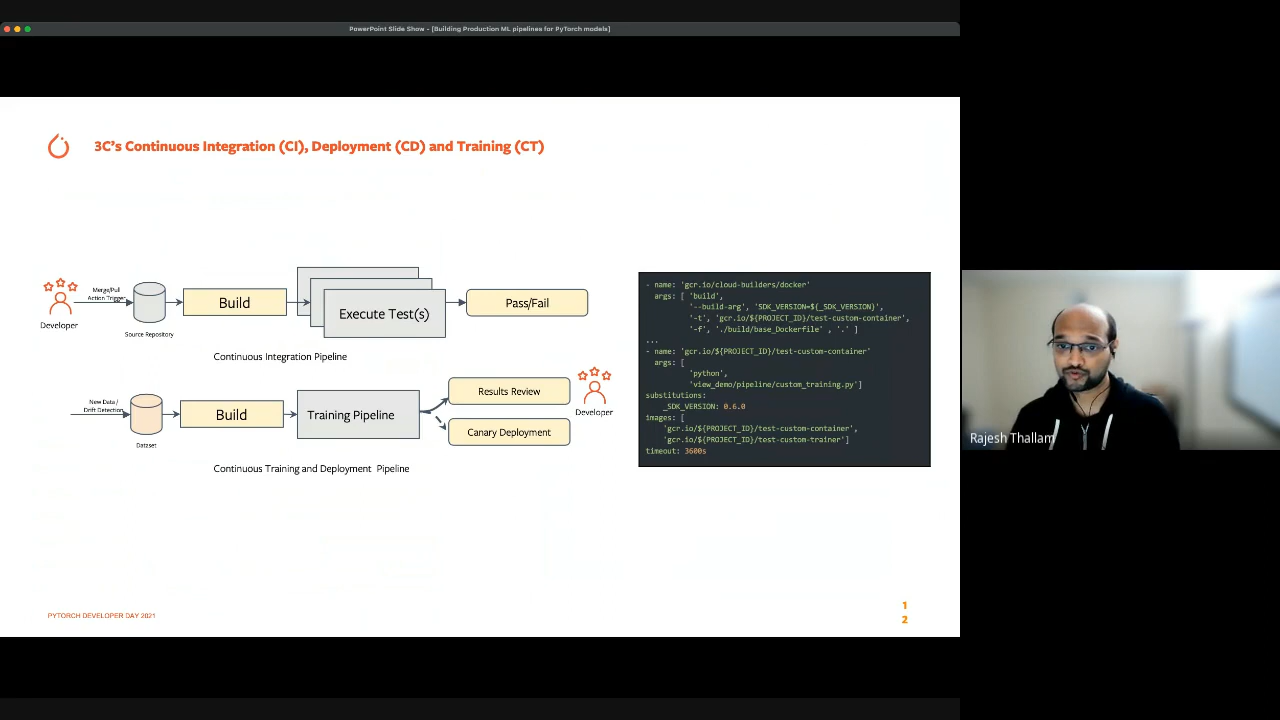 PowerPoint Slide Show - [Building Production ML pipelines for PyTorch models]
3C's Continuous Integration (CI), Deployment (CD) and Training (CT)
Developer
Merge/Pull
Action Trigger
Source Repository
Build
Execute Test(s)
Pass/Fail
Continuous Integration Pipeline
New Data /
Drift Detection
Dataset
Build
Training Pipeline
Results Review
Canary Deployment
Developer
Continuous Training and Deployment Pipeline
- name: 'gcr.io/cloud-builders/docker'
args: [ 'build',
'--build-arg', 'SDK_VERSION=${_SDK_VERSION}',
'-t', 'gcr.io/${PROJECT_ID}/test-custom-container',
'-f', './build/base_Dockerfile' , '.' ]
...
- name: 'gcr.io/${PROJECT_ID}/test-custom-container'
args: [
'python',
'view_demo/pipeline/custom_training.py']
substitutions:
_SDK_VERSION: 0.6.0
images: [
'gcr.io/${PROJECT_ID}/test-custom-container',
'gcr.io/${PROJECT_ID}/test-custom-trainer']
timeout: 3600s
Rajesh Thallam
PYTORCH DEVELOPER DAY 2021
1
2